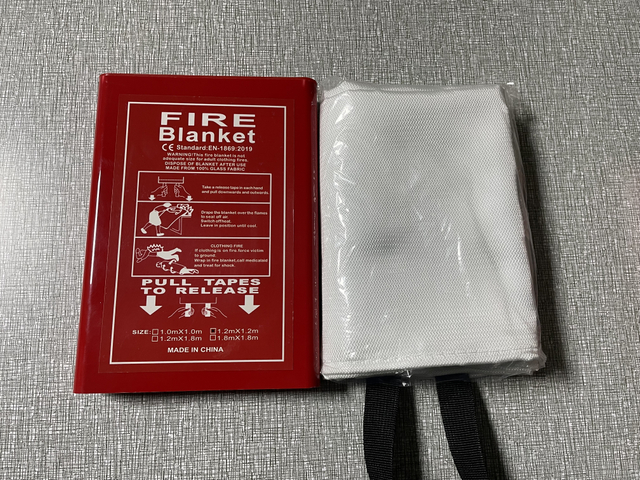 FIRE
Blanket
CE Standard:EN-1869:2019
WARNING!This fire blanket is not
adequate size for adult clothing fires.
DISPOSE OF BLANKET AFTER USE
MADE FROM 100% GLASS FABRIC
Take a release tape in each hand
and pull downwards and outwards.
Drape the blanket over the flames
to seal off air.
Switch off heat.
Leave in position until cool.
CLOTHING FIRE
If clothing is on fire force victim
to ground.
Wrap in fire blanket,call medicalaid
and treat for shock.
PULL TAPES
TO RELEASE
SIZE: 1.0mX1.0m 1.2mX1.2m
1.2mX1.8m 1.8mX1.8m
MADE IN CHINA